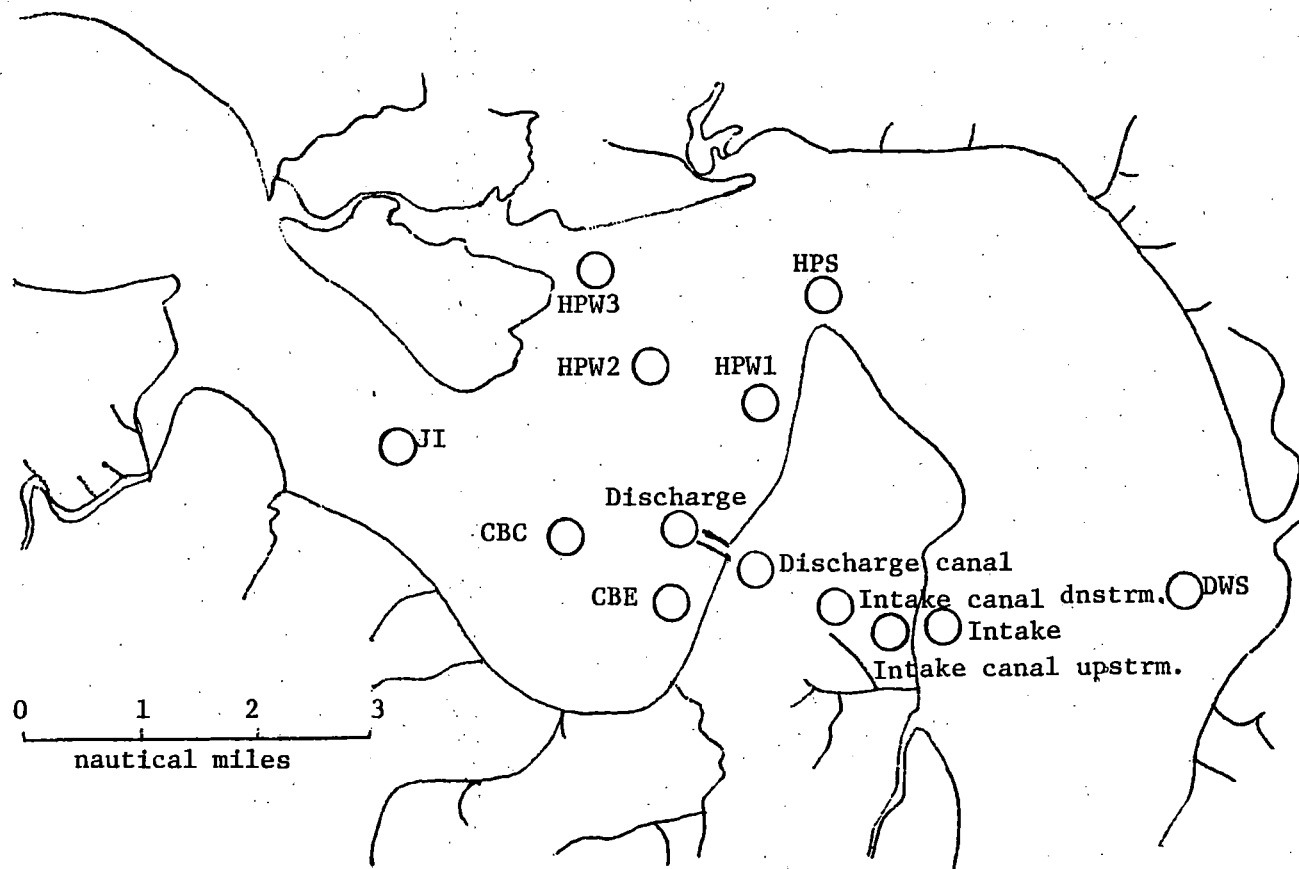 HPS
HPW3
HPW2
HPW1
JI
Discharge
CBC
Discharge canal
CBE
Intake canal dnstrm.
DWS
Intake
Intake canal upstrm.
0 1 2 3
nautical miles